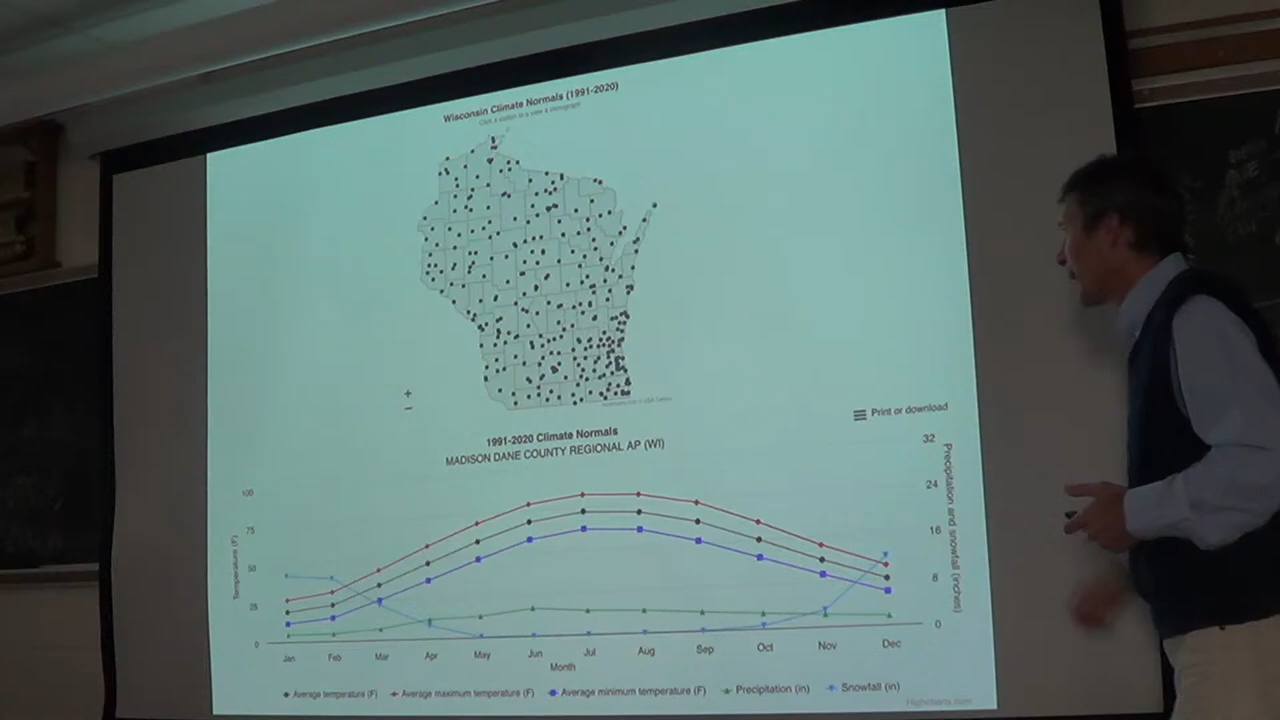 Wisconsin Climate Normals (1991-2020)
+
−
Print or download
1991-2020 Climate Normals
MADISON DANE COUNTY REGIONAL AP (WI)
100
75
50
25
0
Temperature (F)
32
24
16
8
0
Precipitation and snowfall (inches)
Jan Feb Mar Apr May Jun Jul Aug Sep Oct Nov Dec
Month
Average temperature (F) Average maximum temperature (F) Average minimum temperature (F) Precipitation (in) Snowfall (in)
Highcharts.com